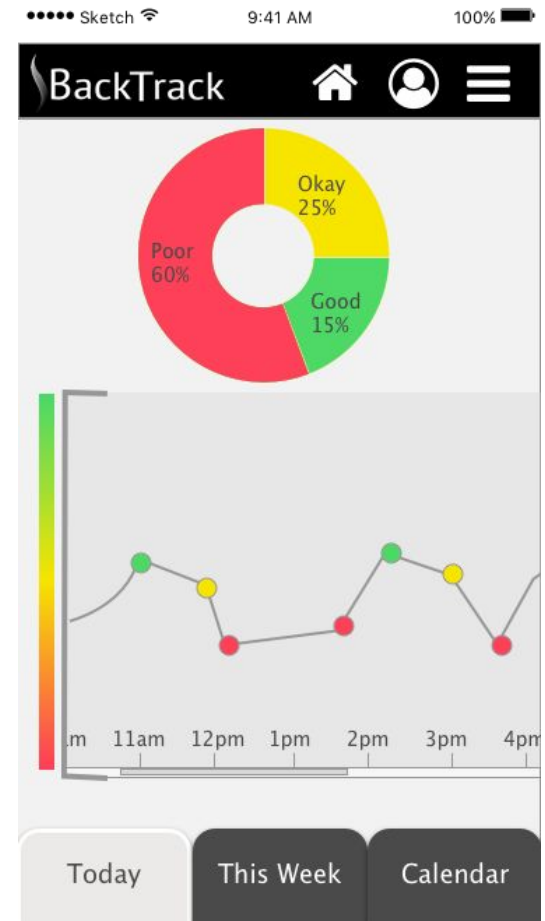 Sketch 9:41 AM 100%
BackTrack
Okay
25%
Poor
60%
Good
15%
11am 12pm 1pm 2pm 3pm
Today This Week Calendar